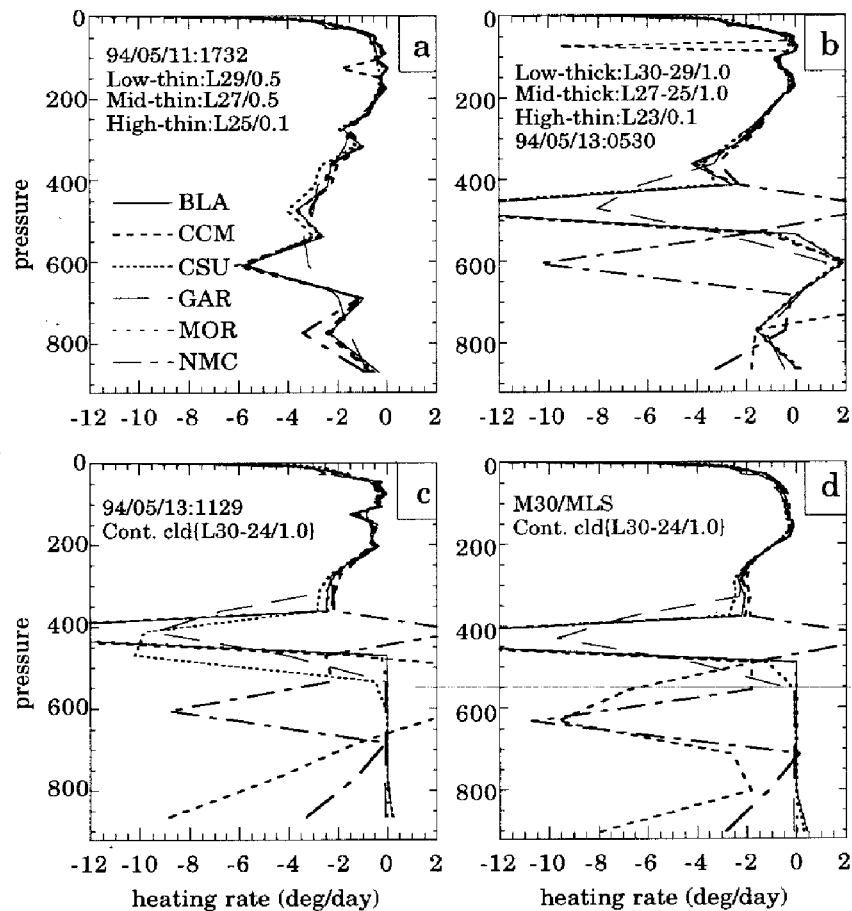 a
94/05/11:1732
Low-thin:L29/0.5
Mid-thin:L27/0.5
High-thin:L25/0.1
BLA
CCM
CSU
GAR
MOR
NMC
pressure
0
200
400
600
800
-12 -10 -8 -6 -4 -2 0 2
b
Low-thick:L30-29/1.0
Mid-thick:L27-25/1.0
High-thin:L23/0.1
94/05/13:0530
0
200
400
600
800
-12 -10 -8 -6 -4 -2 0 2
c
94/05/13:1129
Cont. cld{L30-24/1.0}
pressure
0
200
400
600
800
-12 -10 -8 -6 -4 -2 0 2
heating rate (deg/day)
d
M30/MLS
Cont. cld{L30-24/1.0}
0
200
400
600
800
-12 -10 -8 -6 -4 -2 0 2
heating rate (deg/day)